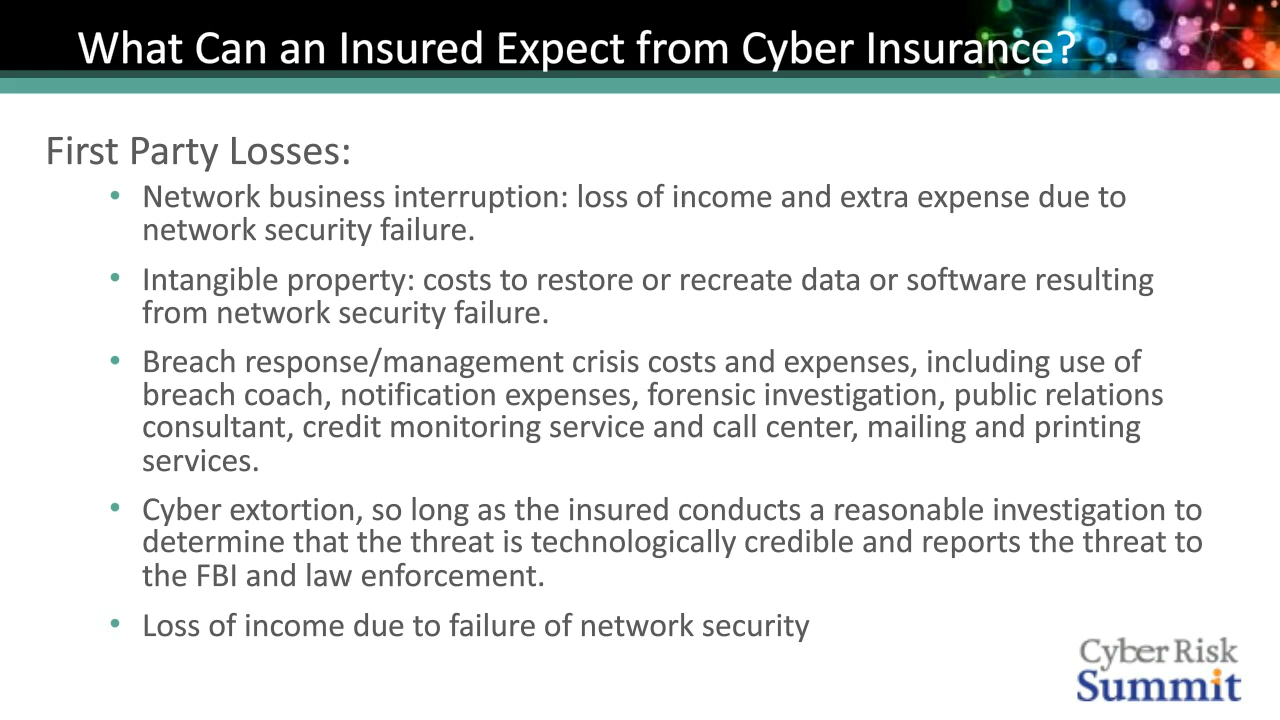 What Can an Insured Expect from Cyber Insurance?
First Party Losses:
• Network business interruption: loss of income and extra expense due to
network security failure.
• Intangible property: costs to restore or recreate data or software resulting
from network security failure.
• Breach response/management crisis costs and expenses, including use of
breach coach, notification expenses, forensic investigation, public relations
consultant, credit monitoring service and call center, mailing and printing
services.
• Cyber extortion, so long as the insured conducts a reasonable investigation to
determine that the threat is technologically credible and reports the threat to
the FBI and law enforcement.
• Loss of income due to failure of network security
Cyber Risk
Summit